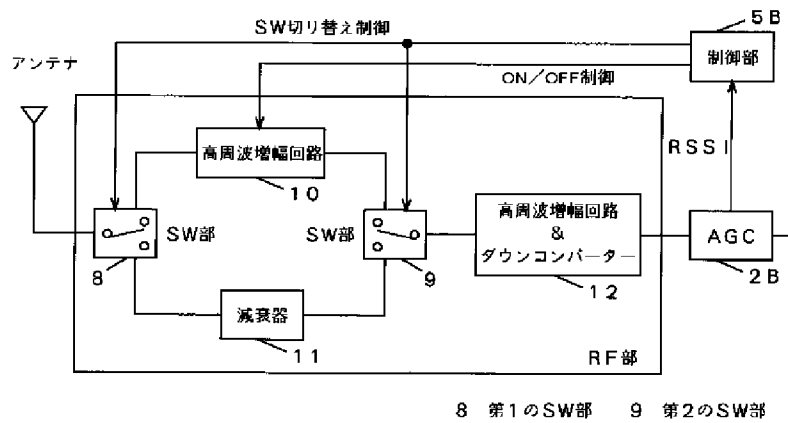 5B
SW切り替え制御
制御部
アンテナ
ON/OFF制御
RSSI
高周波増幅回路
10
高周波増幅回路
&
ダウンコンバーター
SW部
SW部
AGC
8
9
12
2B
減衰器
11
RF部
8 第1のSW部 9 第2のSW部